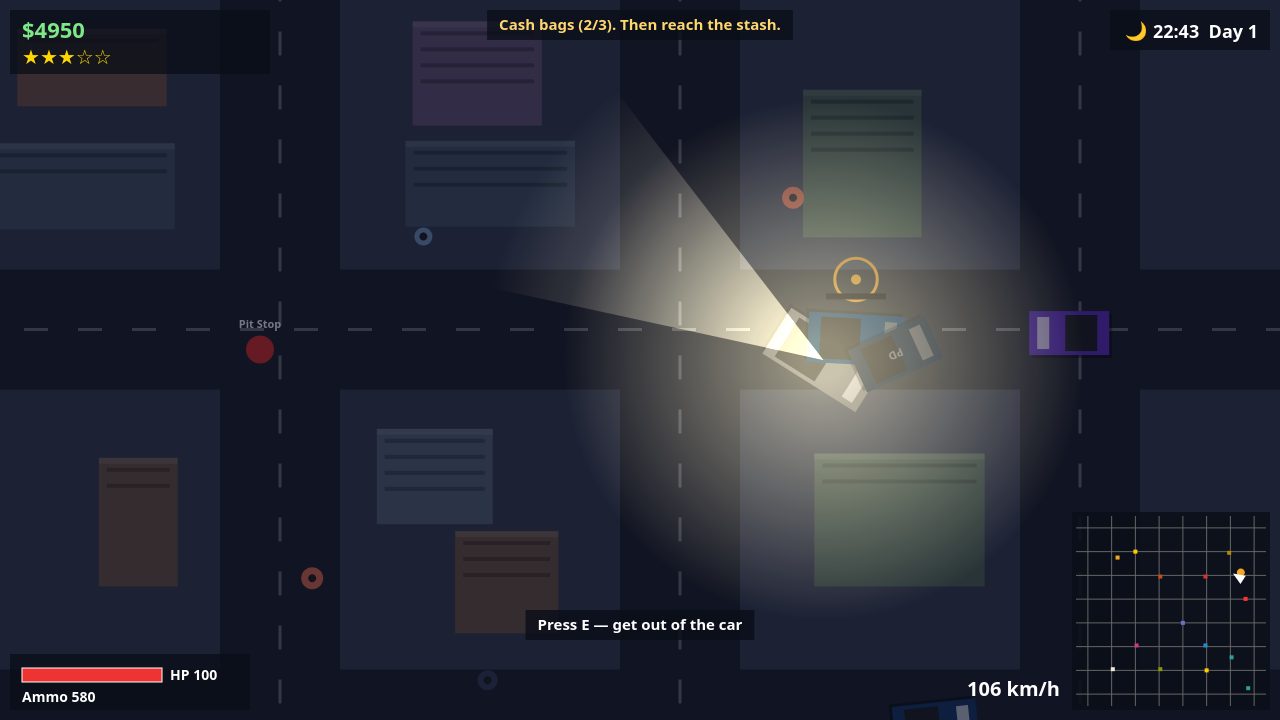 $4950
★★★☆☆
Cash bags (2/3). Then reach the stash.
🌙 22:43 Day 1
Pit Stop
PD
Press E — get out of the car
HP 100
Ammo 580
106 km/h